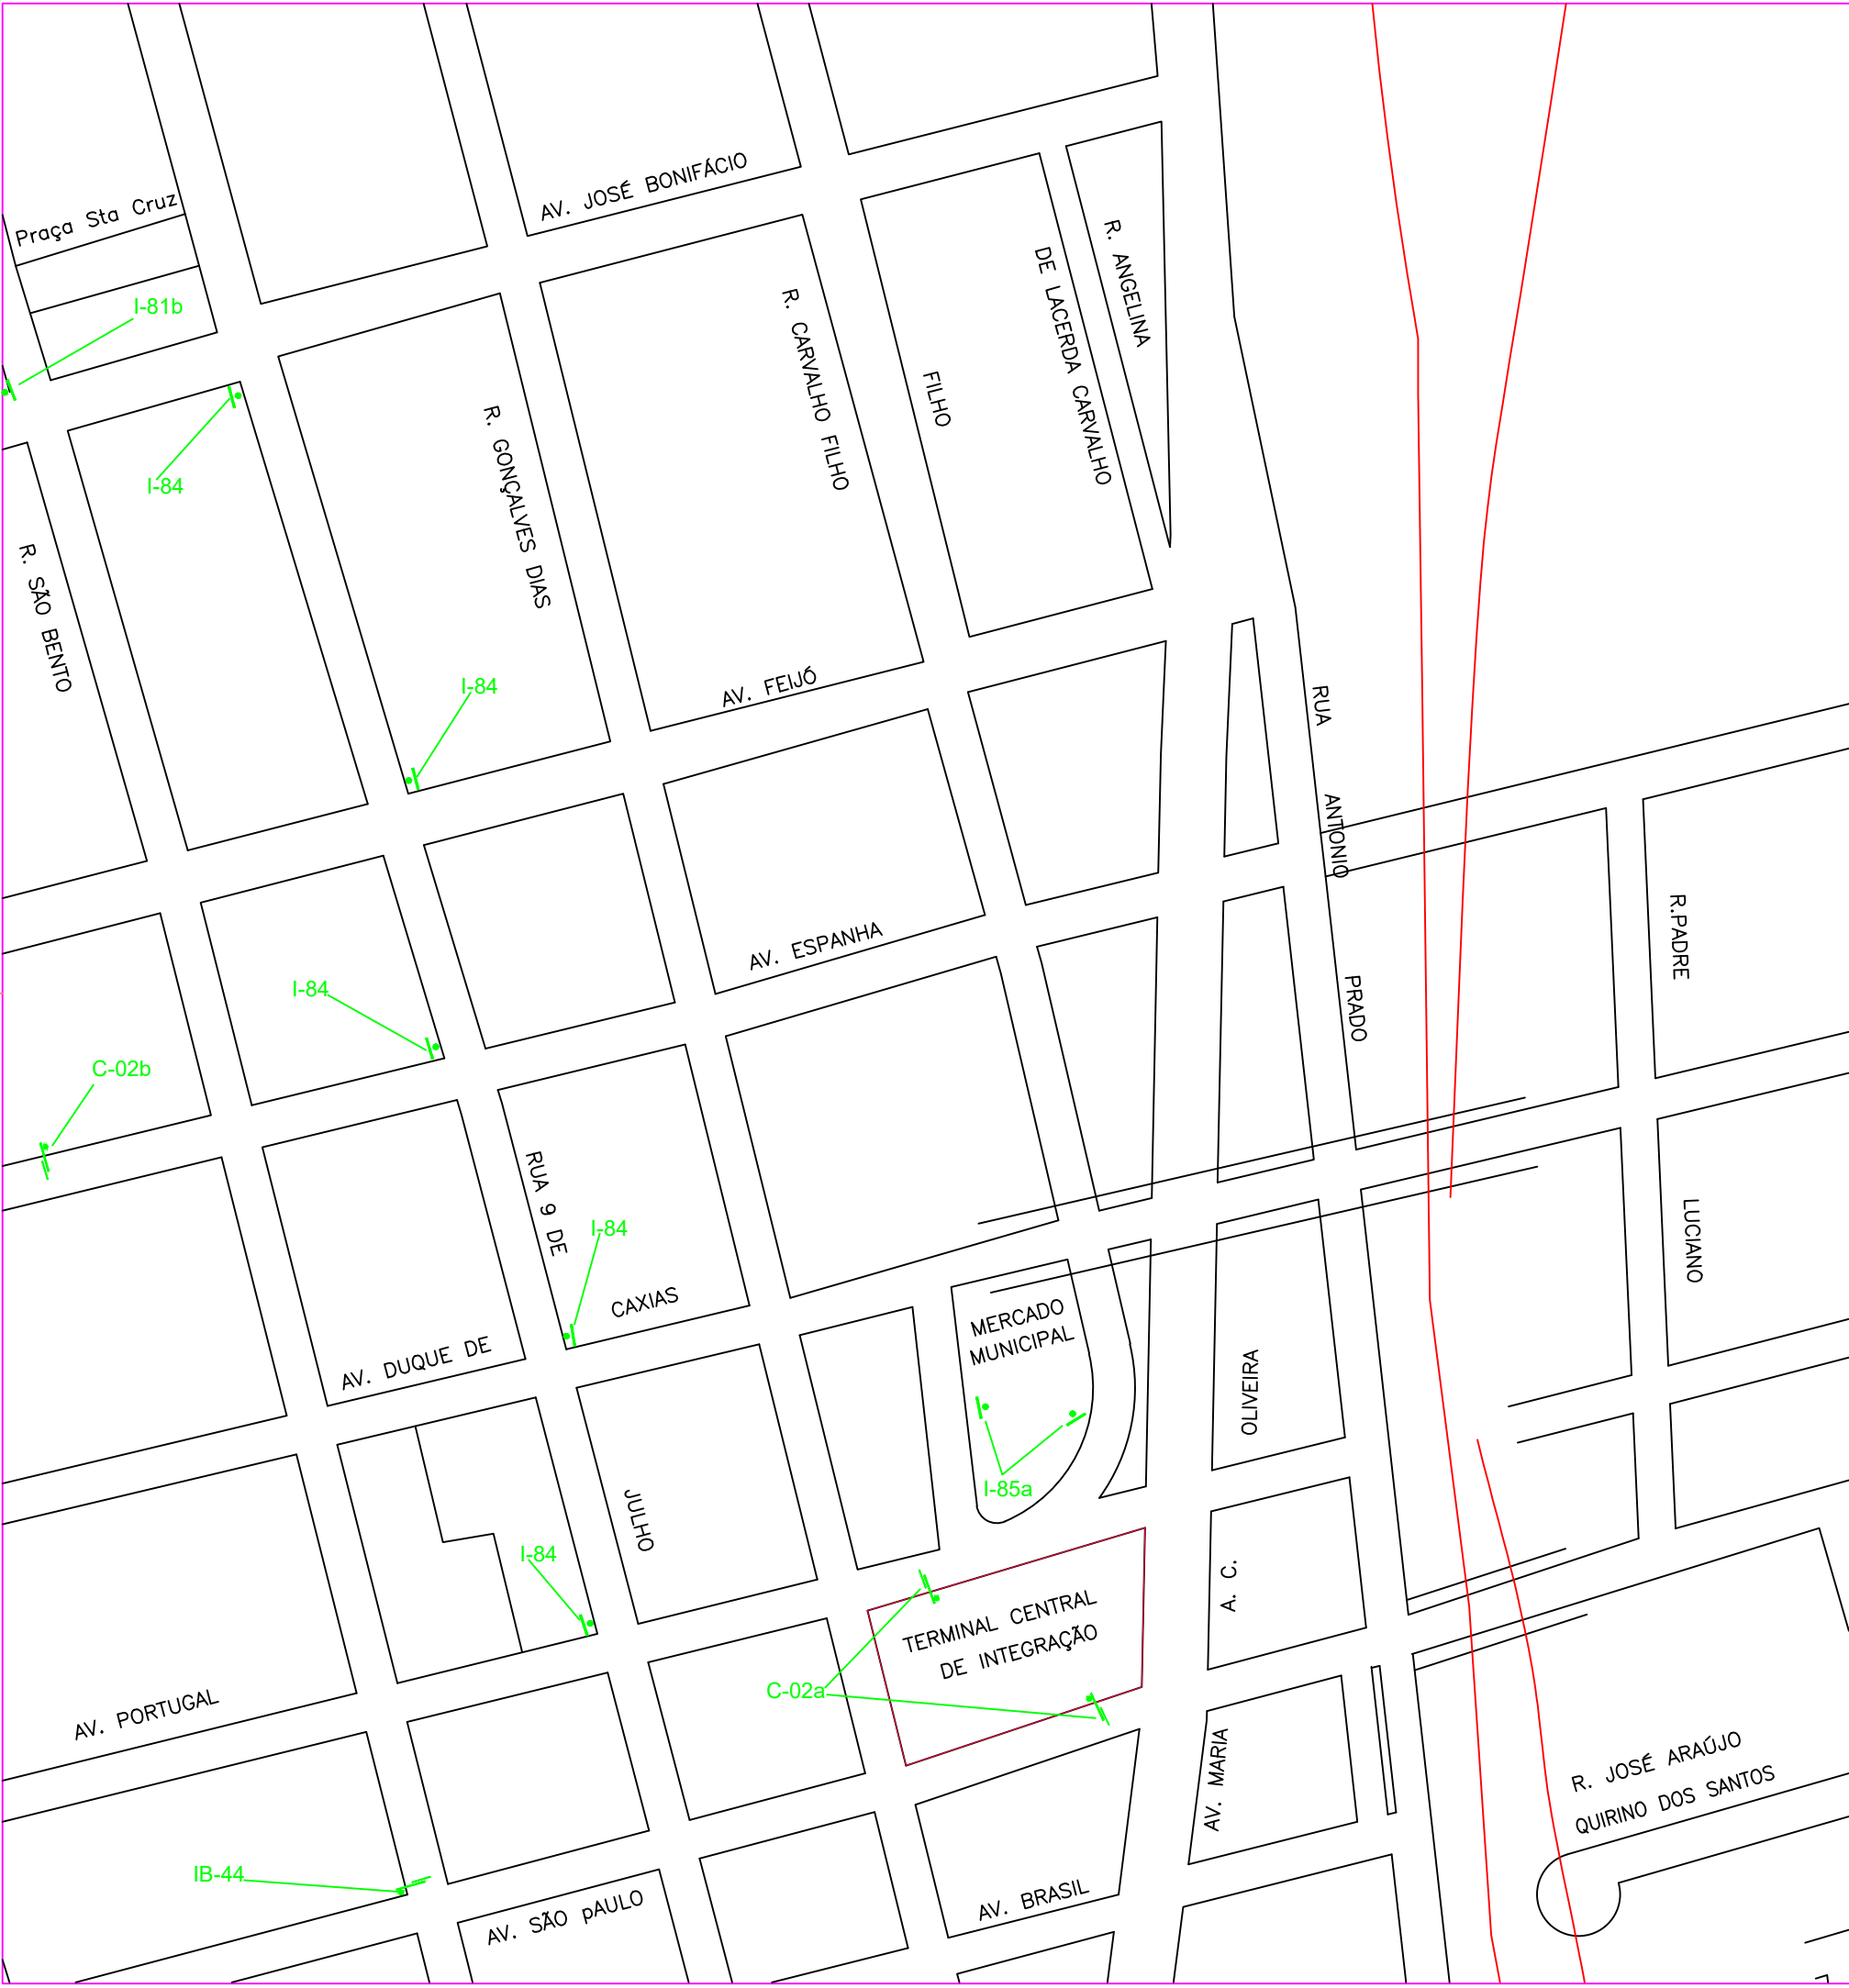 AV. JOSÉ BONIFÁCIO
Praça Sta Cruz
R. ANGELINA
DE LACERDA CARVALHO
R. CARVALHO FILHO
FILHO
I-81b
R. GONÇALVES DIAS
I-84
R. SÃO BENTO
AV. FEIJÓ
I-84
RUA
ANTONIO
PRADO
R.PADRE
LUCIANO
AV. ESPANHA
I-84
C-02b
RUA 9 DE
JULHO
I-84
CAXIAS
AV. DUQUE DE
MERCADO
MUNICIPAL
OLIVEIRA
A. C.
AV. MARIA
I-85a
I-84
TERMINAL CENTRAL
DE INTEGRAÇÃO
C-02a
AV. PORTUGAL
R. JOSÉ ARAÚJO
QUIRINO DOS SANTOS
IB-44
AV. SÃO pAULO
AV. BRASIL